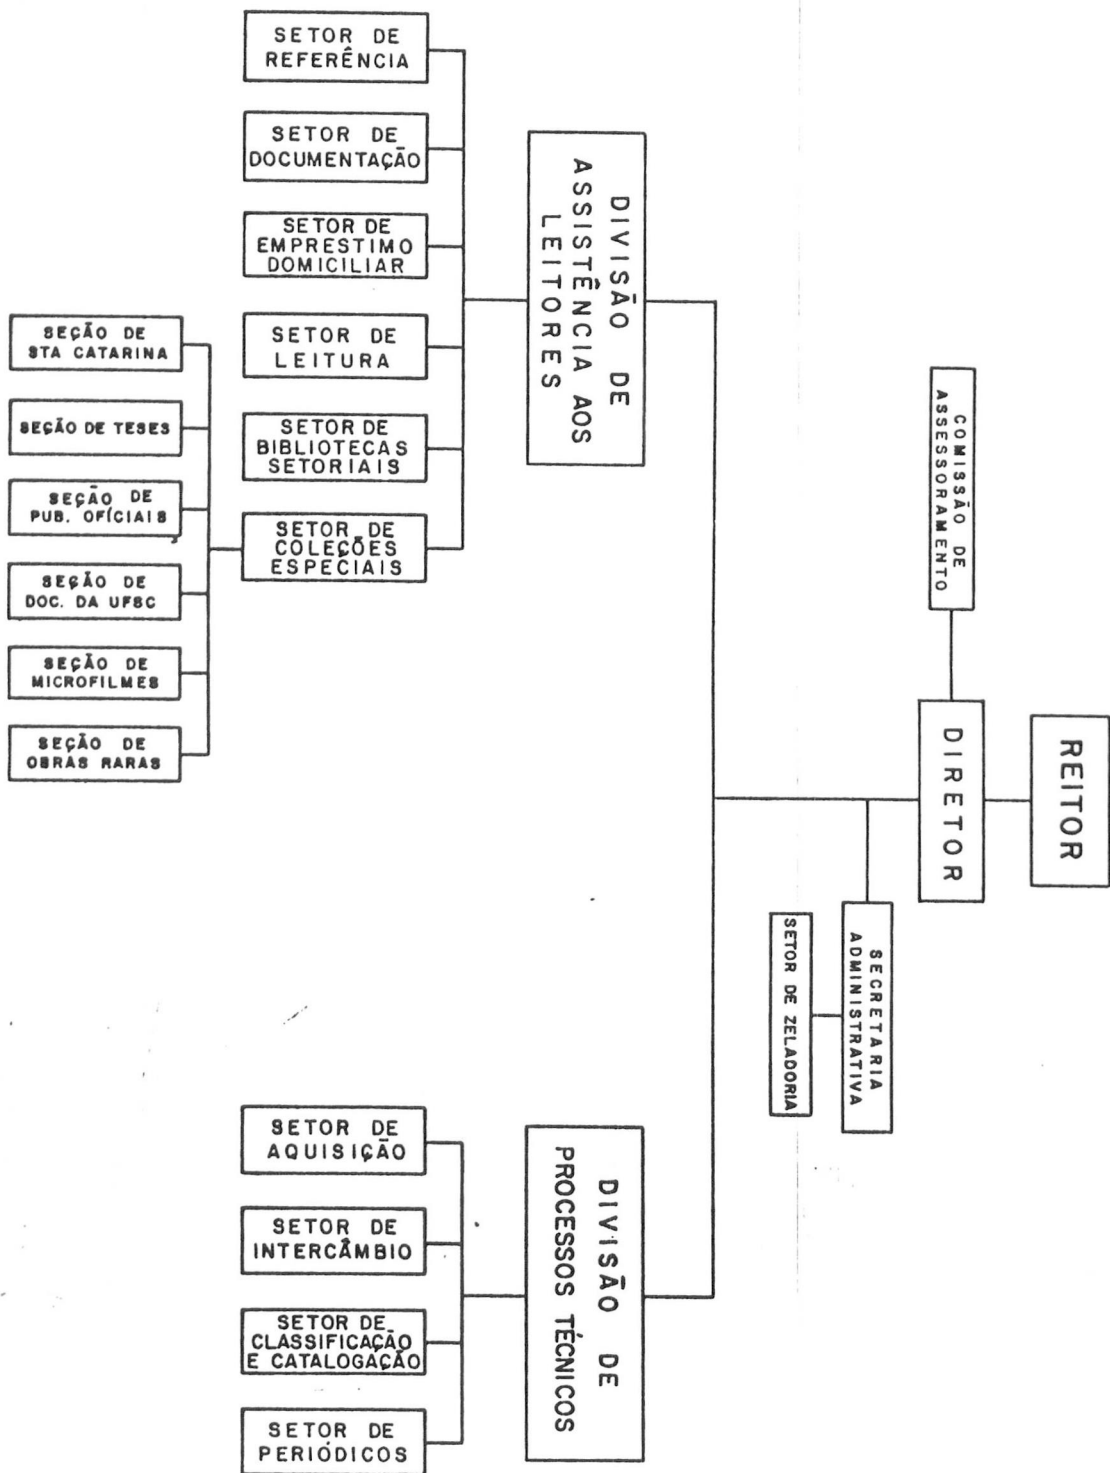 REITOR
DIRETOR
COMISSÃO DE
ASSESSORAMENTO
SECRETARIA
ADMINISTRATIVA
SETOR DE ZELADORIA
DIVISÃO DE
ASSISTÊNCIA AOS
LEITORES
SETOR DE
REFERÊNCIA
SETOR DE
DOCUMENTAÇÃO
SETOR DE
EMPRESTIMO
DOMICILIAR
SETOR DE
LEITURA
SETOR DE
BIBLIOTECAS
SETORIAIS
SETOR DE
COLEÇÕES
ESPECIAIS
SEÇÃO DE
STA CATARINA
SEÇÃO DE TESES
SEÇÃO DE
PUB. OFÍCIAIS
SEÇÃO DE
DOC. DA UFSC
SEÇÃO DE
MICROFILMES
SEÇÃO DE
OBRAS RARAS
DIVISÃO DE
PROCESSOS TÉCNICOS
SETOR DE
AQUISIÇÃO
SETOR DE
INTERCÂMBIO
SETOR DE
CLASSIFICAÇÃO
E CATALOGAÇÃO
SETOR DE
PERIÓDICOS